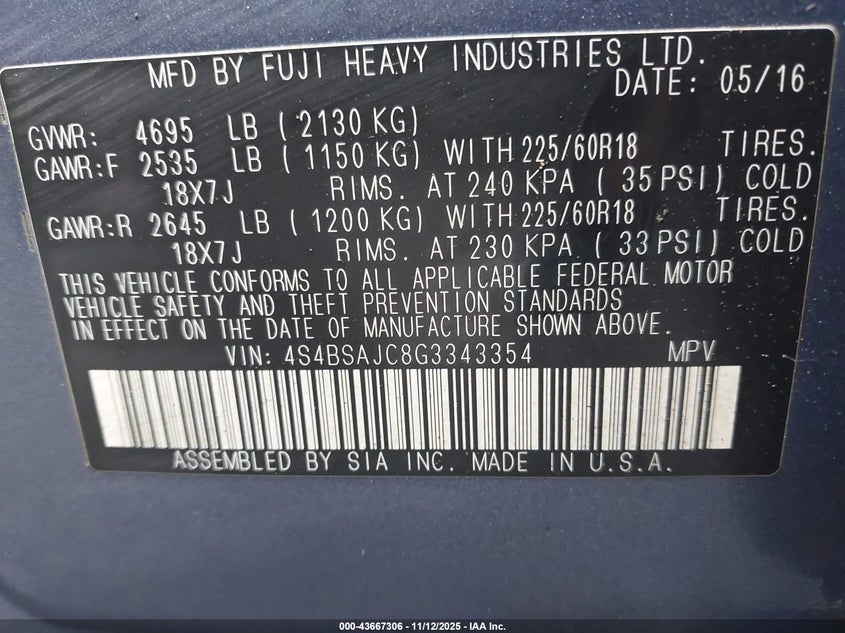 MFD BY FUJI HEAVY INDUSTRIES LTD.
DATE: 05/16
GVWR: 4695 LB ( 2130 KG)
GAWR:F 2535 LB ( 1150 KG) WITH 225/60R18 TIRES.
18X7J RIMS. AT 240 KPA ( 35 PSI) COLD
GAWR:R 2645 LB ( 1200 KG) WITH 225/60R18 TIRES.
18X7J RIMS. AT 230 KPA ( 33 PSI) COLD
THIS VEHICLE CONFORMS TO ALL APPLICABLE FEDERAL MOTOR
VEHICLE SAFETY AND THEFT PREVENTION STANDARDS
IN EFFECT ON THE DATE OF MANUFACTURE SHOWN ABOVE.
VIN: 4S4BSAJC8G3343354 MPV
ASSEMBLED BY SIA INC. MADE IN U.S.A.
000-43667306 - 11/12/2025 - IAA Inc.